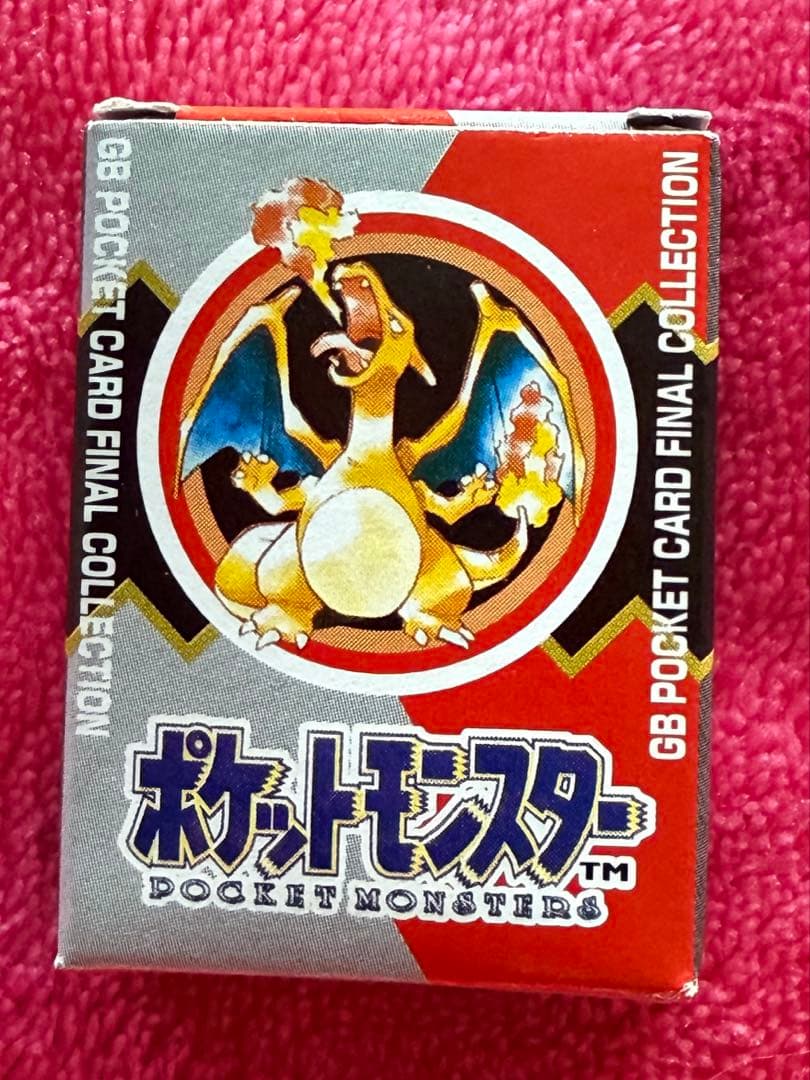 GB POCKET CARD FINAL COLLECTION
GB POCKET CARD FINAL COLLECTION
ポケットモンスター™
POCKET MONSTERS